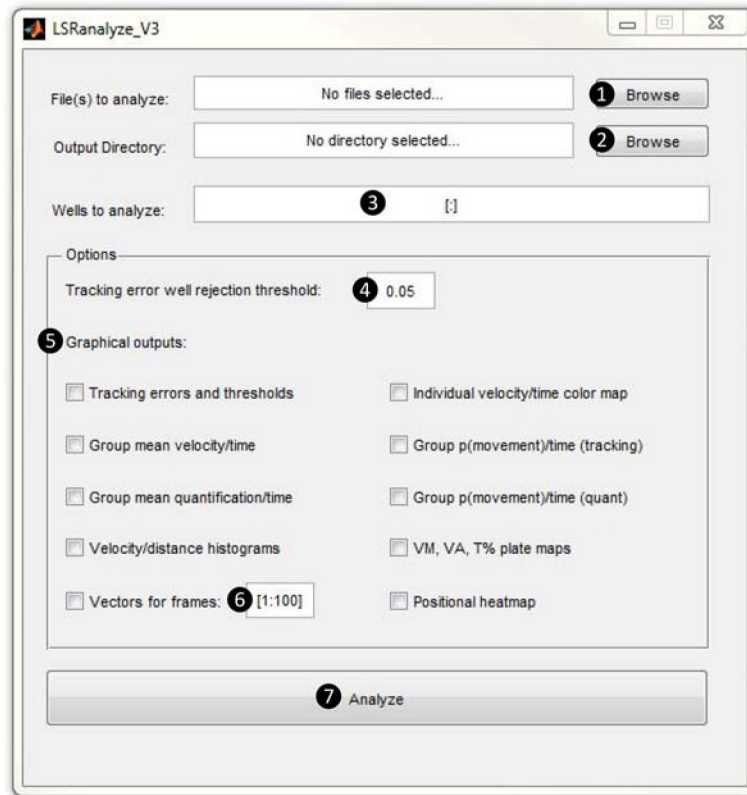 LSRanalyze_V3
File(s) to analyze: No files selected... 1 Browse
Output Directory: No directory selected... 2 Browse
Wells to analyze: 3 [:]
Options
Tracking error well rejection threshold: 4 0.05
5 Graphical outputs:
Tracking errors and thresholds Individual velocity/time color map
Group mean velocity/time Group p(movement)/time (tracking)
Group mean quantification/time Group p(movement)/time (quant)
Velocity/distance histograms VM, VA, T% plate maps
Vectors for frames: 6 [1:100] Positional heatmap
7 Analyze